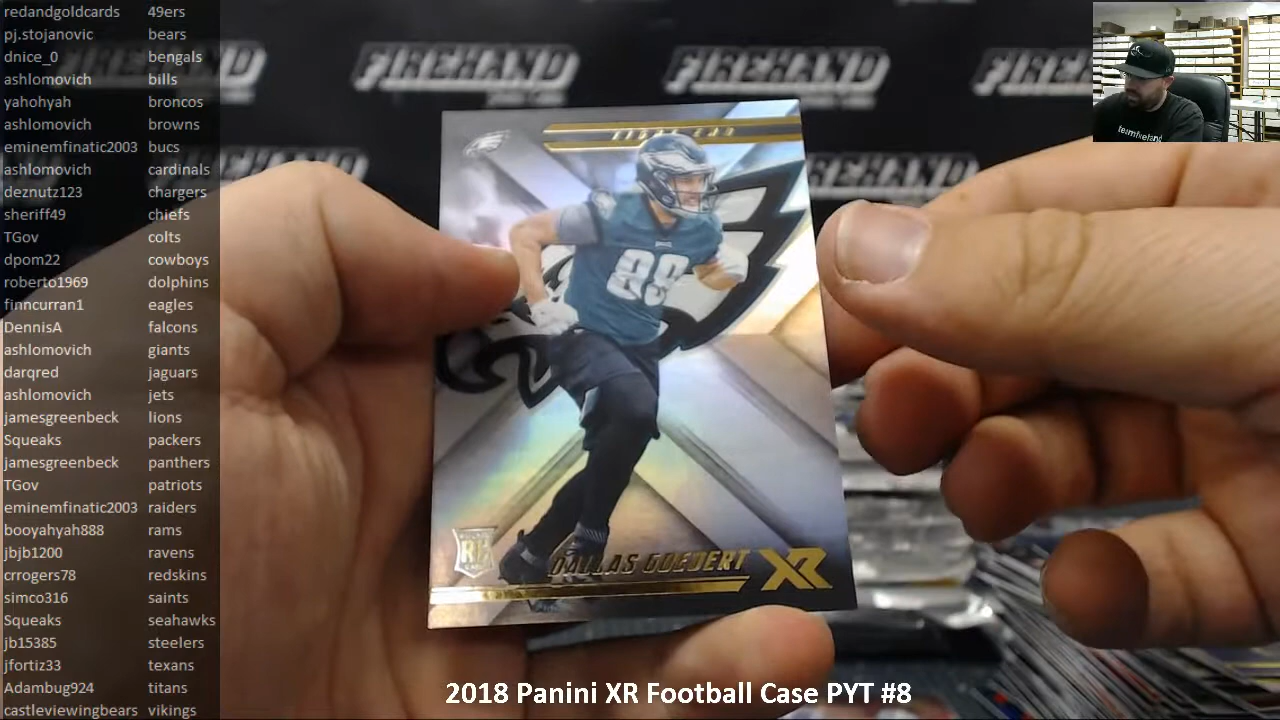 redandgoldcards 49ers
pj.stojanovic bears
dnice_0 bengals
ashlomovich bills
yahohyah broncos
ashlomovich browns
eminemfinatic2003 bucs
ashlomovich cardinals
deznutz123 chargers
sheriff49 chiefs
TGov colts
dpom22 cowboys
roberto1969 dolphins
finncurran1 eagles
DennisA falcons
ashlomovich giants
darqred jaguars
ashlomovich jets
jamesgreenbeck lions
Squeaks packers
jamesgreenbeck panthers
TGov patriots
eminemfinatic2003 raiders
booyahyah888 rams
jbjb1200 ravens
crrogers78 redskins
simco316 saints
Squeaks seahawks
jb15385 steelers
jfortiz33 texans
Adambug924 titans
castleviewingbears vikings
FIREHAND
FIREHAND
FIREHAND
FIREHAND
TIGHT END
88
RC
DALLAS GOEDERT XR
2018 Panini XR Football Case PYT #8